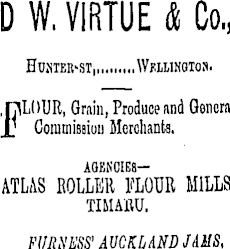 D W. VIRTUE & Co.,
HUNTER-ST,.........WELLINGTON.
FLOUR, Grain, Produce and Genera
Commission Merchants.
AGENCIES—
ATLAS ROLLER FLOUR MILLS
TIMARU.
FURNESS' AUCKLAND JAMS,